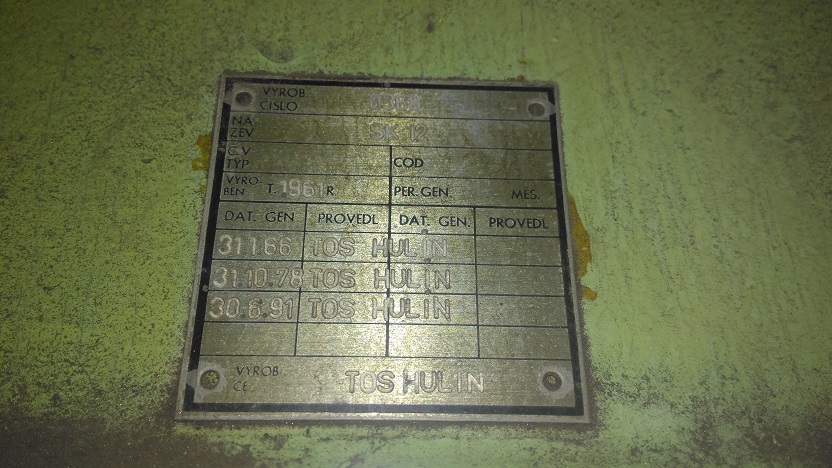 VYROB
CISLO
NA-
ZEV SK 12
C.V
TYP. COD
VYRO-
BEN T. 1961 R. PER. GEN. MES.
DAT. GEN PROVEDL DAT. GEN. PROVEDL
31.1.66 TOS HULIN
31.10.78 TOS HULIN
30.6.91 TOS HULIN
VYROB
CE. TOS HULIN